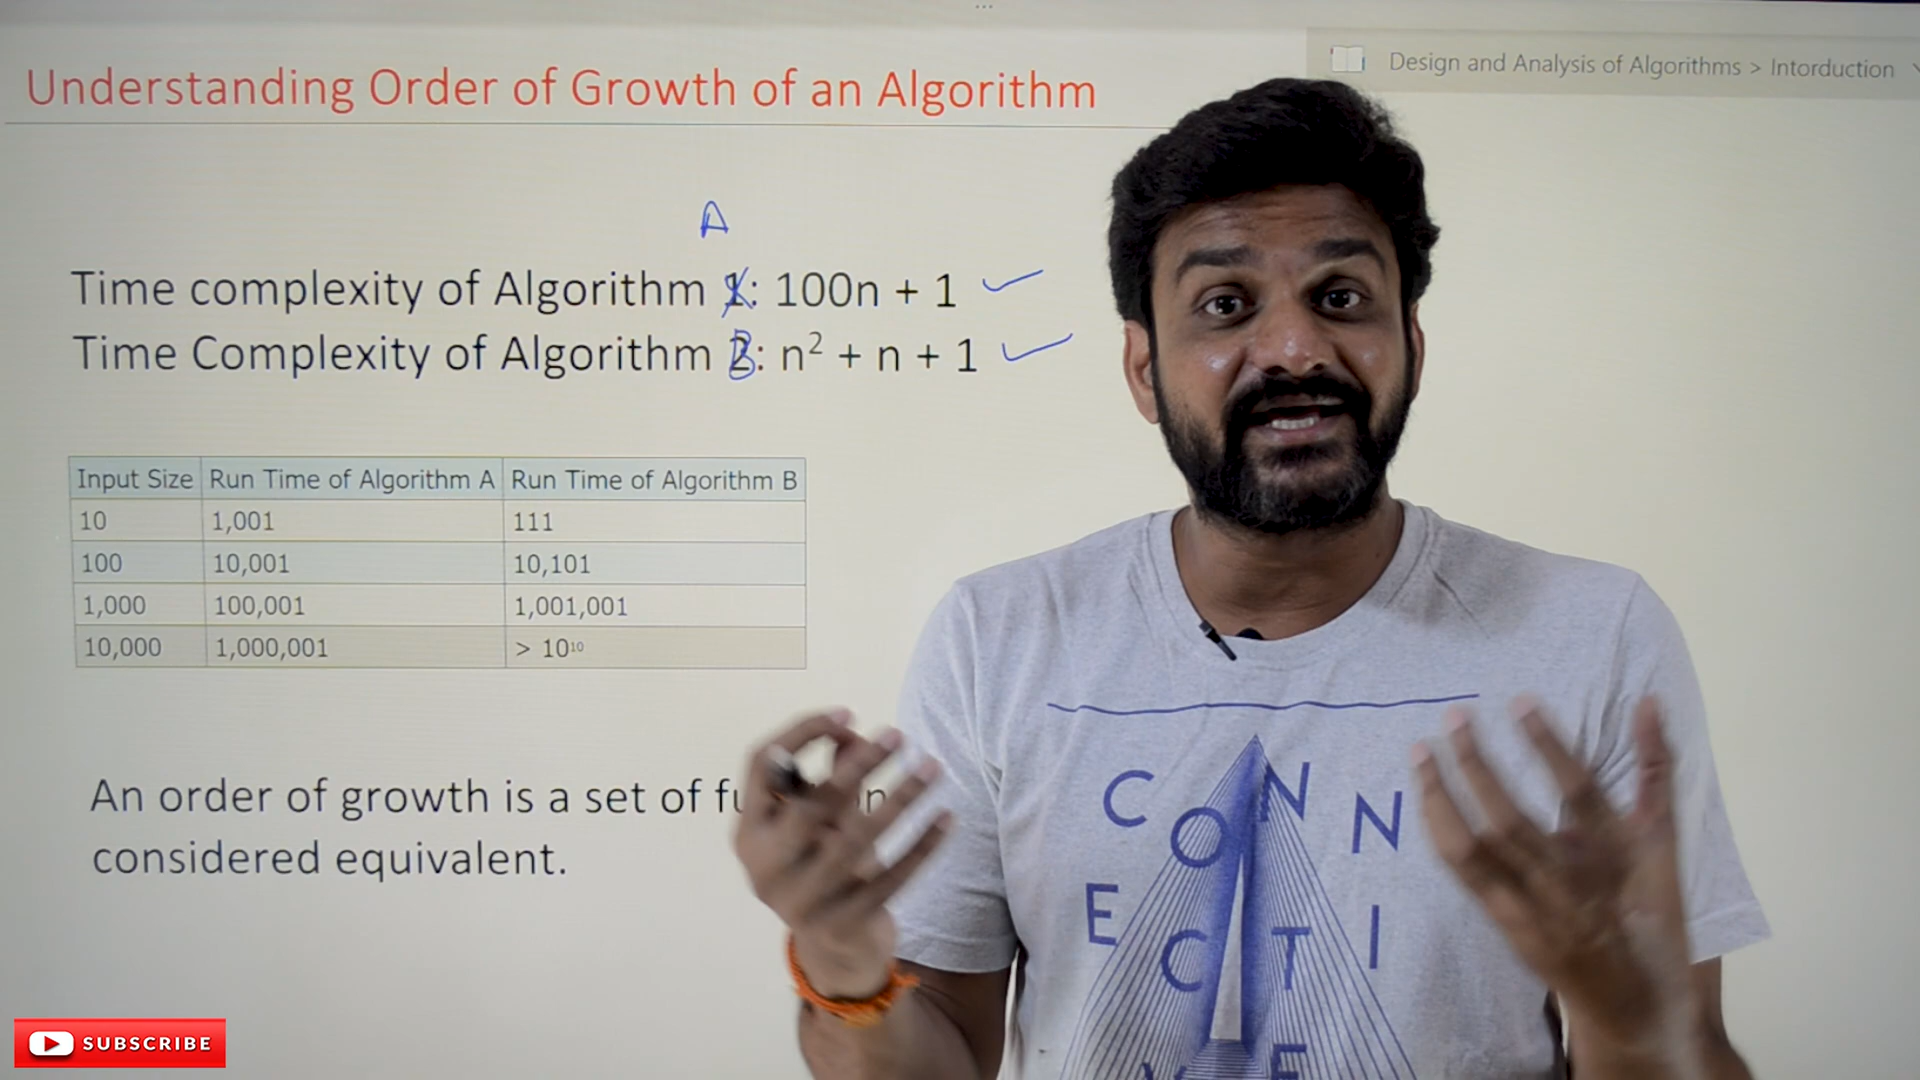 Design and Analysis of Algorithms > Intorduction
Understanding Order of Growth of an Algorithm
A
Time complexity of Algorithm 1: 100n + 1
Time Complexity of Algorithm B: n² + n + 1
Input Size Run Time of Algorithm A Run Time of Algorithm B
10 1,001 111
100 10,001 10,101
1,000 100,001 1,001,001
10,000 1,000,001 > 10¹⁰
An order of growth is a set of
considered equivalent.
CONN
ECTI
SUBSCRIBE